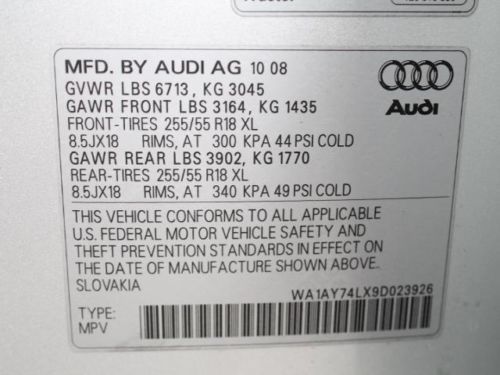 MFD. BY AUDI AG 10 08
GVWR LBS 6713, KG 3045
GAWR FRONT LBS 3164, KG 1435
FRONT-TIRES 255/55 R18 XL
8.5JX18 RIMS, AT 300 KPA 44 PSI COLD
GAWR REAR LBS 3902, KG 1770
REAR-TIRES 255/55 R18 XL
8.5JX18 RIMS, AT 340 KPA 49 PSI COLD
Audi
THIS VEHICLE CONFORMS TO ALL APPLICABLE
U.S. FEDERAL MOTOR VEHICLE SAFETY AND
THEFT PREVENTION STANDARDS IN EFFECT ON
THE DATE OF MANUFACTURE SHOWN ABOVE.
SLOVAKIA
WA1AY74LX9D023926
TYPE:
MPV